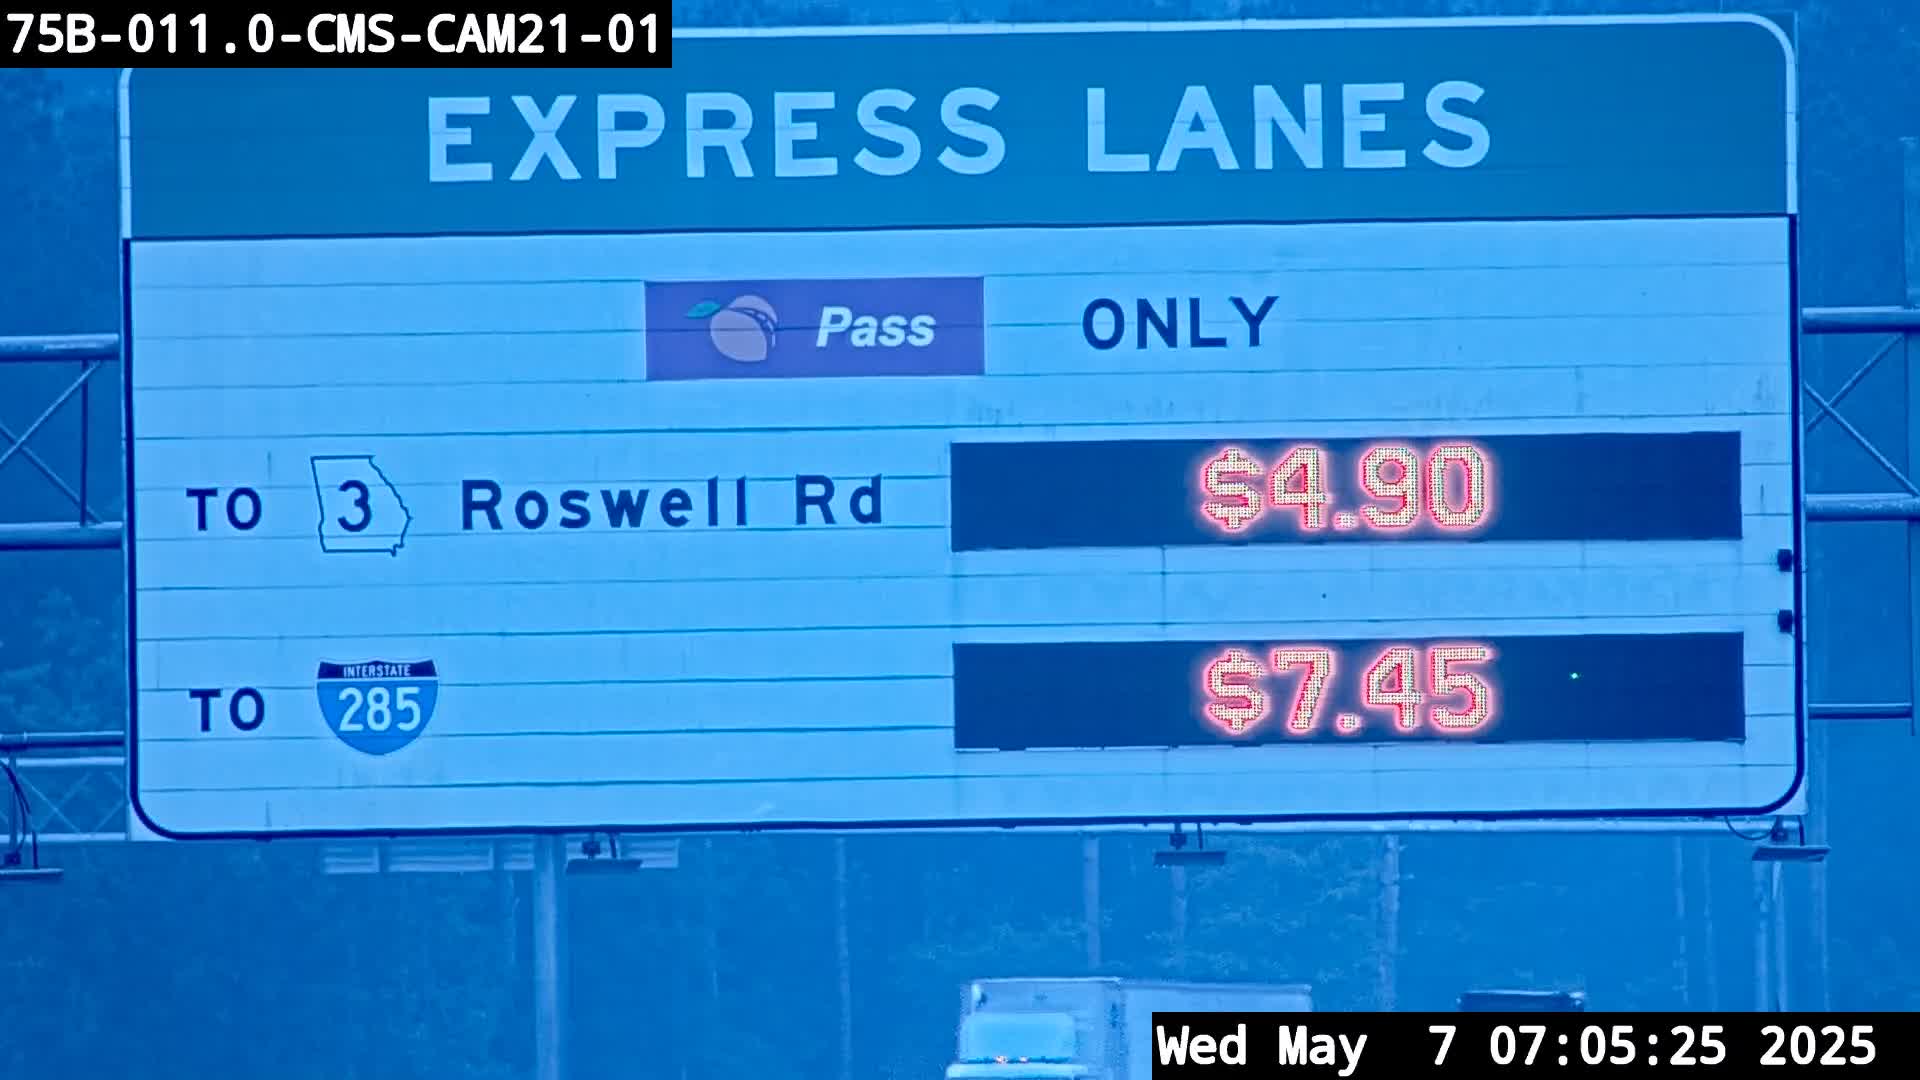 75B-011.0-CMS-CAM21-01
EXPRESS LANES
Pass ONLY
TO 3 Roswell Rd $4.90
INTERSTATE
TO 285 $7.45
Wed May 7 07:05:25 2025